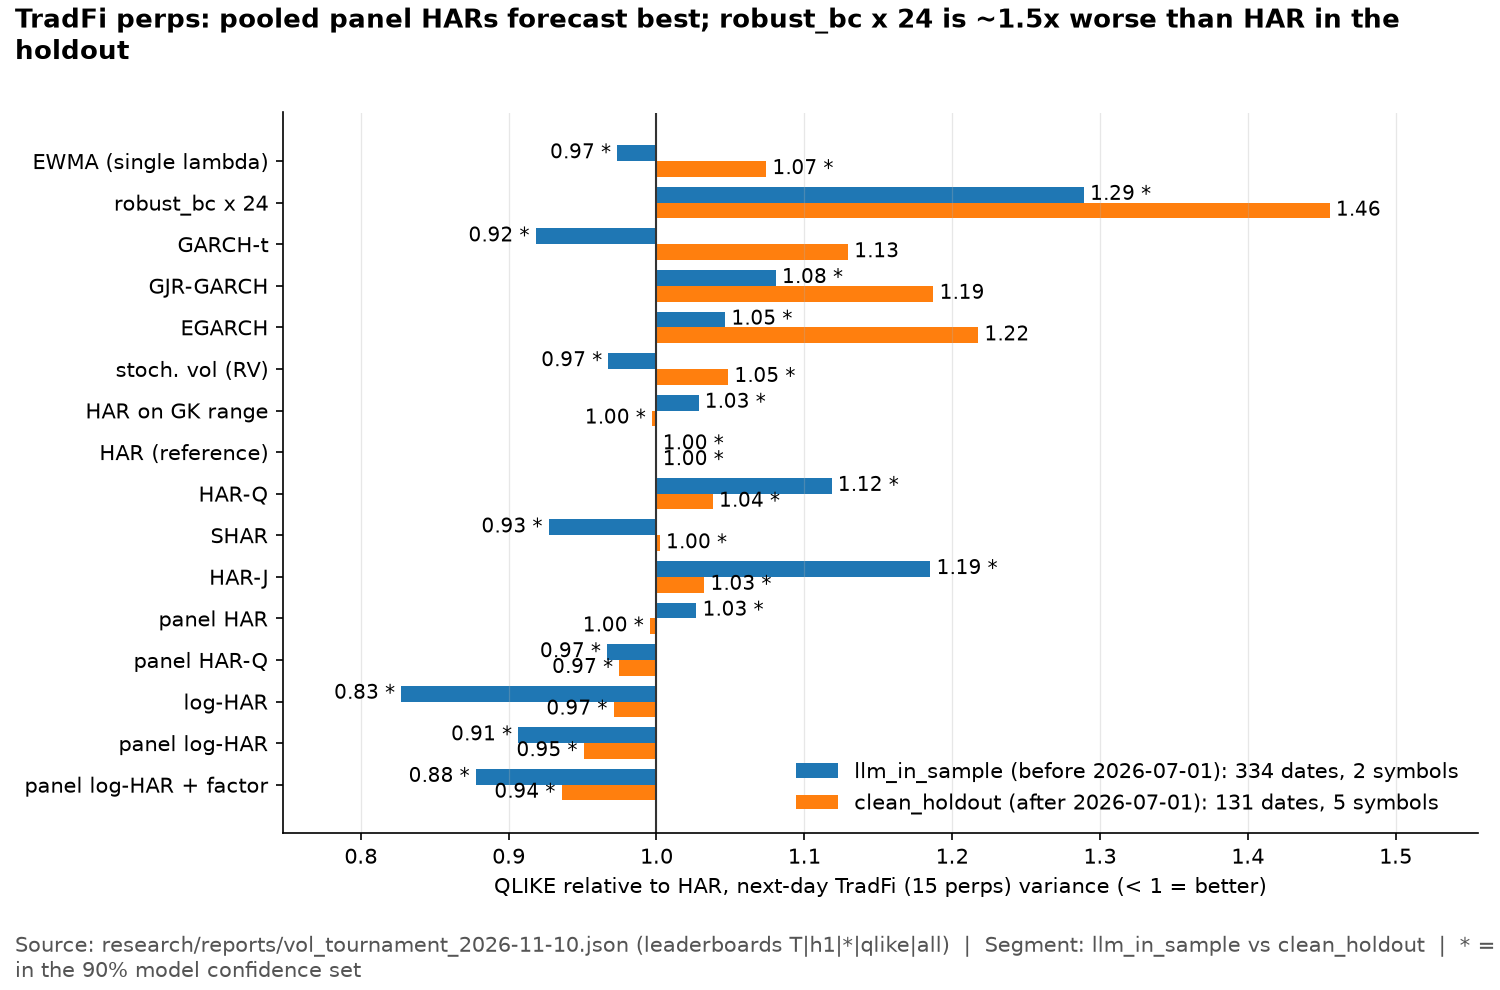 TradFi perps: pooled panel HARs forecast best; robust_bc x 24 is ~1.5x worse than HAR in the
holdout
EWMA (single lambda)
0.97 *
1.07 *
robust_bc x 24
1.29 *
1.46
GARCH-t
0.92 *
1.13
GJR-GARCH
1.08 *
1.19
EGARCH
1.05 *
1.22
stoch. vol (RV)
0.97 *
1.05 *
HAR on GK range
1.03 *
1.00 *
HAR (reference)
1.00 *
1.00 *
HAR-Q
1.12 *
1.04 *
SHAR
0.93 *
1.00 *
HAR-J
1.19 *
1.03 *
panel HAR
1.03 *
1.00 *
panel HAR-Q
0.97 *
0.97 *
log-HAR
0.83 *
0.97 *
panel log-HAR
0.91 *
0.95 *
panel log-HAR + factor
0.88 *
0.94 *
llm_in_sample (before 2026-07-01): 334 dates, 2 symbols
clean_holdout (after 2026-07-01): 131 dates, 5 symbols
0.8 0.9 1.0 1.1 1.2 1.3 1.4 1.5
QLIKE relative to HAR, next-day TradFi (15 perps) variance (< 1 = better)
Source: research/reports/vol_tournament_2026-11-10.json (leaderboards T|h1|*|qlike|all) | Segment: llm_in_sample vs clean_holdout | * =
in the 90% model confidence set